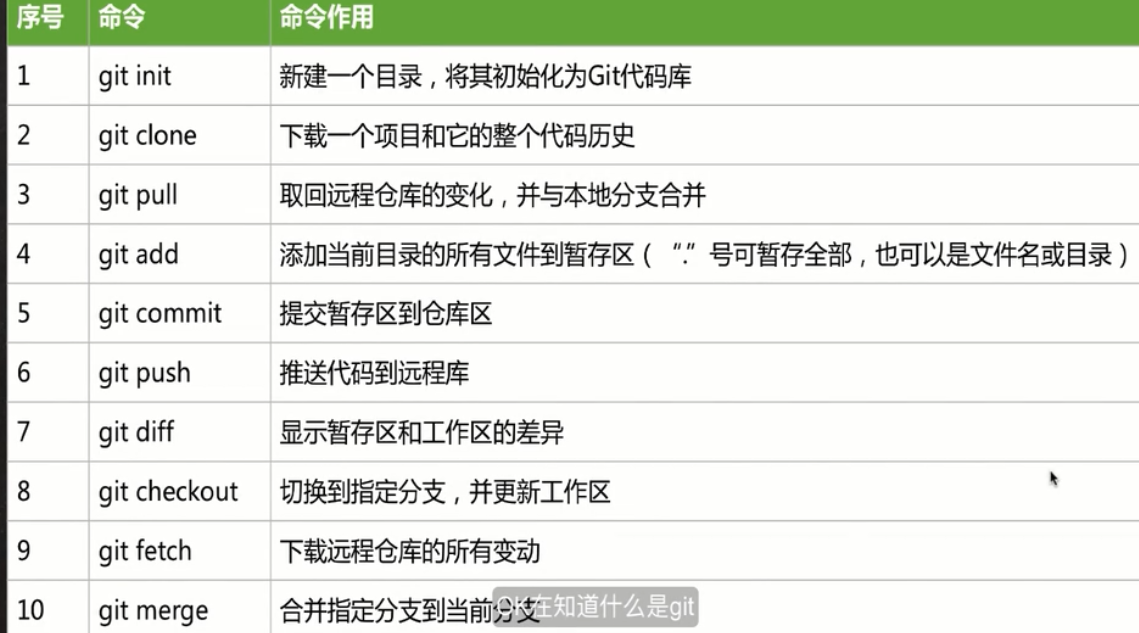 序号 命令 命令作用
1 git init 新建一个目录，将其初始化为Git代码库
2 git clone 下载一个项目和它的整个代码历史
3 git pull 取回远程仓库的变化，并与本地分支合并
4 git add 添加当前目录的所有文件到暂存区（“.”号可暂存全部，也可以是文件名或目录）
5 git commit 提交暂存区到仓库区
6 git push 推送代码到远程库
7 git diff 显示暂存区和工作区的差异
8 git checkout 切换到指定分支，并更新工作区
9 git fetch 下载远程仓库的所有变动
10 git merge 合并指定分支到当前分支
OK在知道什么是git